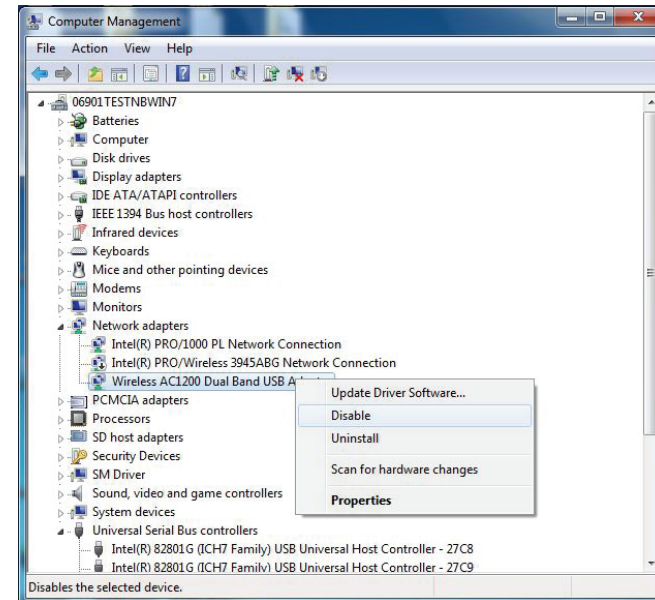 Computer Management
File Action View Help
06901TESTNBWIN7
Batteries
Computer
Disk drives
Display adapters
IDE ATA/ATAPI controllers
IEEE 1394 Bus host controllers
Infrared devices
Keyboards
Mice and other pointing devices
Modems
Monitors
Network adapters
Intel(R) PRO/1000 PL Network Connection
Intel(R) PRO/Wireless 3945ABG Network Connection
Wireless AC1200 Dual Band USB
Update Driver Software...
Disable
Uninstall
Scan for hardware changes
Properties
PCMCIA adapters
Processors
SD host adapters
Security Devices
SM Driver
Sound, video and game controllers
System devices
Universal Serial Bus controllers
Intel(R) 82801G (ICH7 Family) USB Universal Host Controller - 27C8
Intel(R) 82801G (ICH7 Family) USB Universal Host Controller - 27C9
Disables the selected device.